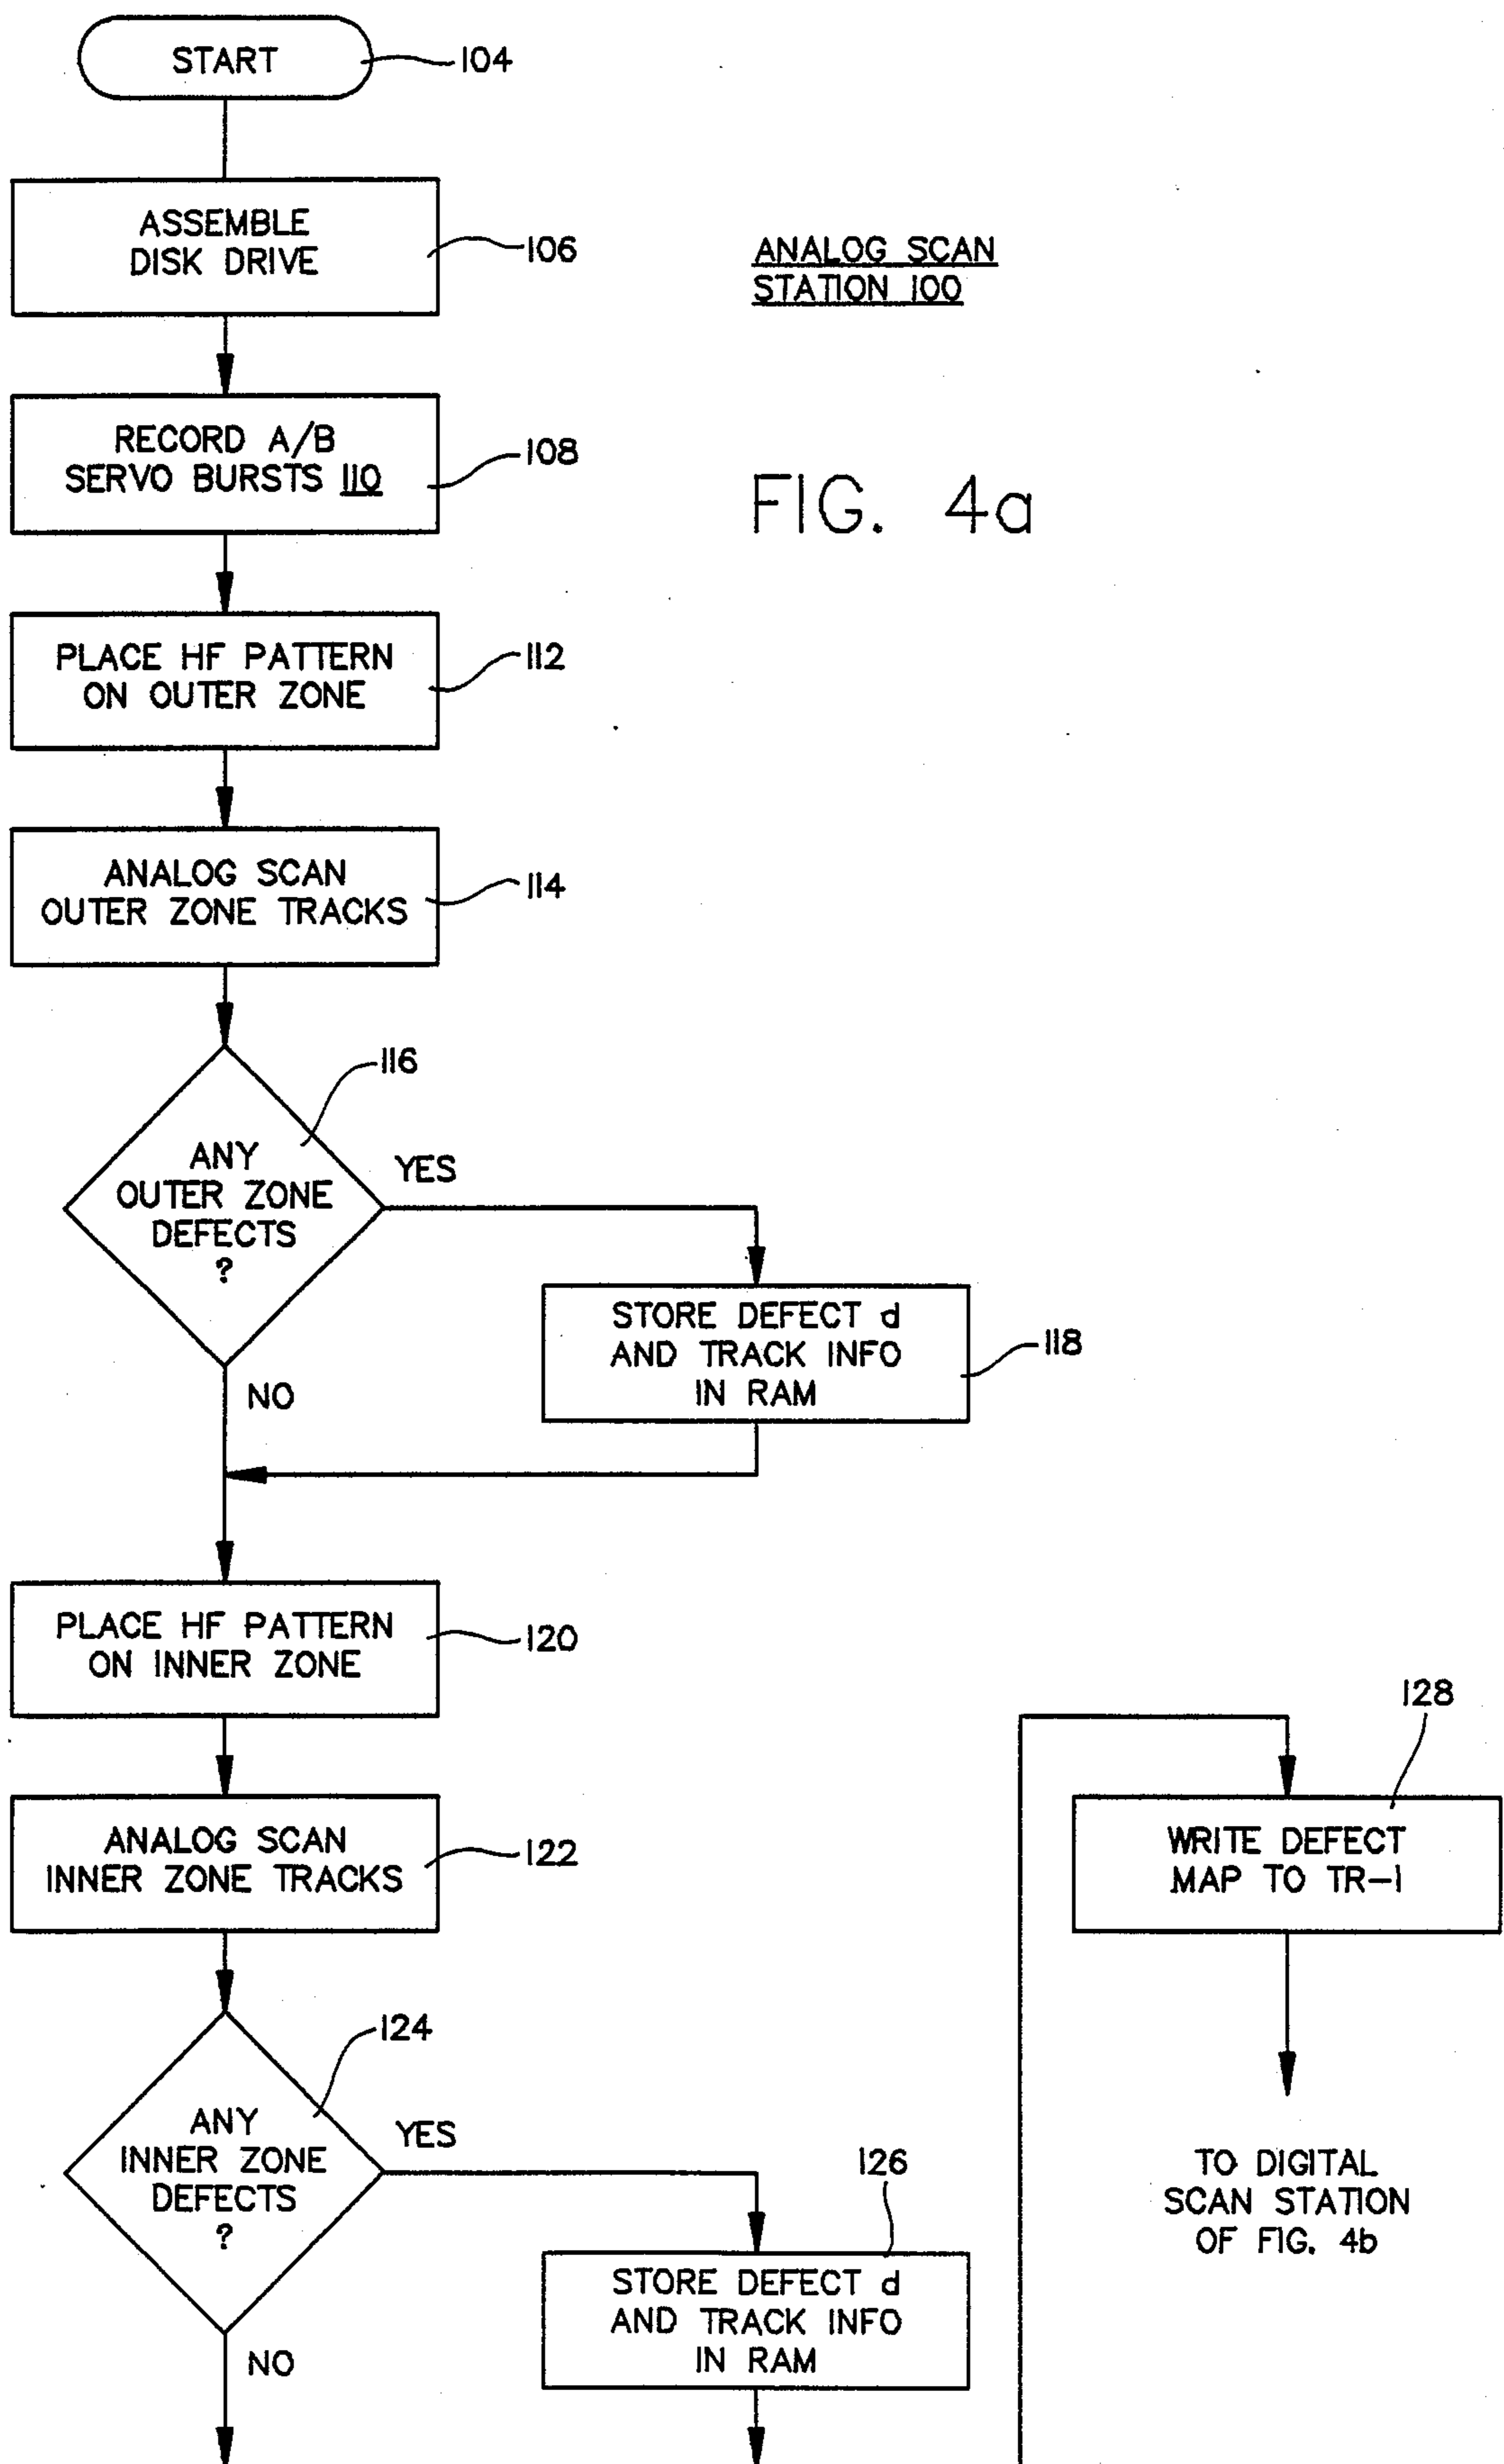 START
104
ASSEMBLE
DISK DRIVE
106
ANALOG SCAN
STATION 100
RECORD A/B
SERVO BURSTS 110
108
FIG. 4a
PLACE HF PATTERN
ON OUTER ZONE
112
ANALOG SCAN
OUTER ZONE TRACKS
114
116
ANY
OUTER ZONE
DEFECTS
?
YES
NO
STORE DEFECT d
AND TRACK INFO
IN RAM
118
PLACE HF PATTERN
ON INNER ZONE
120
ANALOG SCAN
INNER ZONE TRACKS
122
124
ANY
INNER ZONE
DEFECTS
?
YES
NO
126
STORE DEFECT d
AND TRACK INFO
IN RAM
128
WRITE DEFECT
MAP TO TR-1
TO DIGITAL
SCAN STATION
OF FIG. 4b